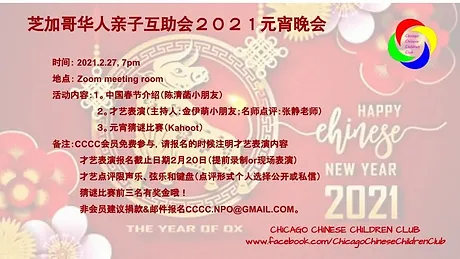 芝加哥华人亲子互助会2021元宵晚会
Chicago
Chinese
Children
Club
时间：2021.2.27, 7pm
地点：Zoom meeting room
活动内容：1。中国春节介绍（陈清菡小朋友）
2。才艺表演（主持人：金伊萌小朋友；名师点评：张静老师）
3。元宵猜谜比赛（Kahoot）
备注：CCCC会员免费参与，请报名的时候注明才艺表演内容
才艺表演报名截止日期2月20日（提前录制or现场表演）
才艺点评限声乐、弦乐和键盘（点评形式个人选择公开或私信）
猜谜比赛前三名有奖金哦！
非会员建议捐款&邮件报名CCCC.NPO@GMAIL.COM。
HAPPY
chinese
NEW YEAR
2021
THE YEAR OF OX
CHICAGO CHINESE CHILDREN CLUB
www.facebook.com/ChicagoChineseChildrenClub